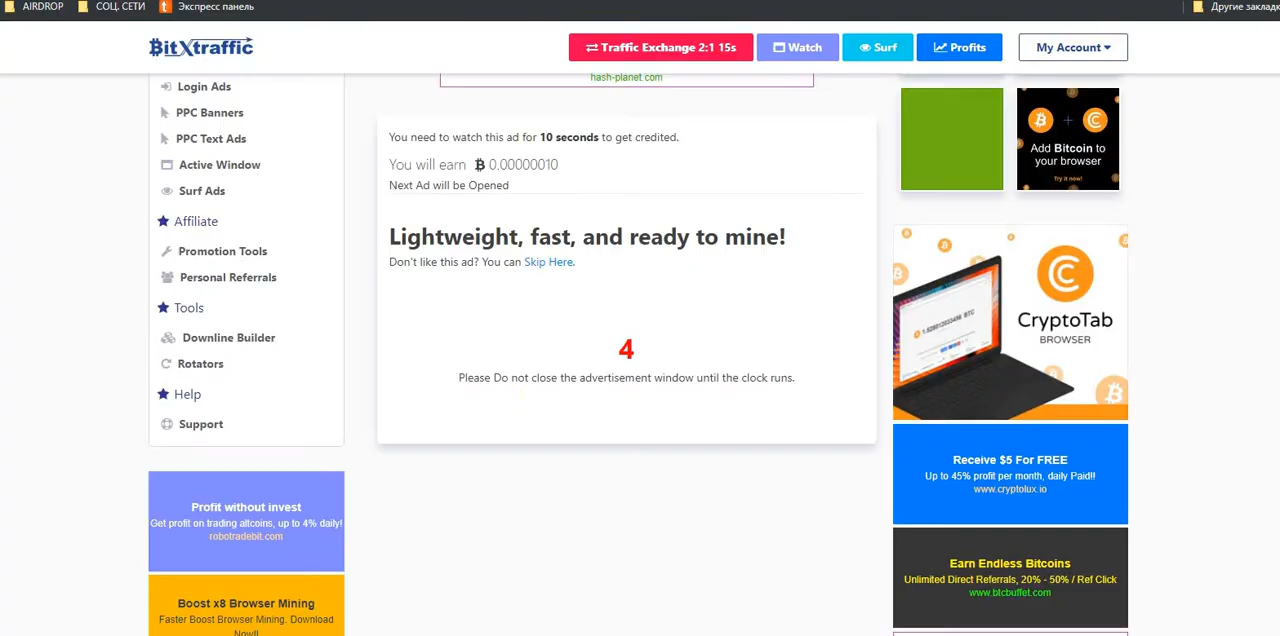 AIRDROP
СОЦ. СЕТИ
Экспресс панель
BitXtraffic
Traffic Exchange 2:1 15s
Watch
Surf
Profits
My Account
Login Ads
PPC Banners
PPC Text Ads
Active Window
Surf Ads
Affiliate
Promotion Tools
Personal Referrals
Tools
Downline Builder
Rotators
Help
Support
Profit without invest
Get profit on trading altcoins, up to 4% daily!
robotradebit.com
Boost x8 Browser Mining
Faster Boost Browser Mining. Download
Now!!
hash-planet.com
You need to watch this ad for 10 seconds to get credited.
You will earn ₿ 0.00000010
Next Ad will be Opened
Lightweight, fast, and ready to mine!
Don't like this ad? You can Skip Here.
4
Please Do not close the advertisement window until the clock runs.
Add Bitcoin to
your browser
Try it now!
CryptoTab
BROWSER
Receive $5 For FREE
Up to 45% profit per month, daily Paid!!
www.cryptolux.io
Earn Endless Bitcoins
Unlimited Direct Referrals, 20% - 50% / Ref Click
www.btcbuffet.com